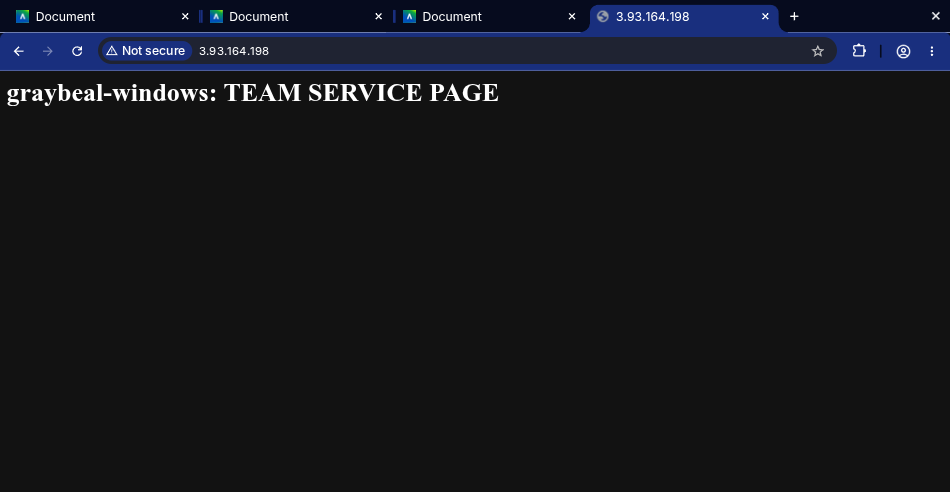 Document
Document
Document
3.93.164.198
Not secure
3.93.164.198
graybeal-windows: TEAM SERVICE PAGE